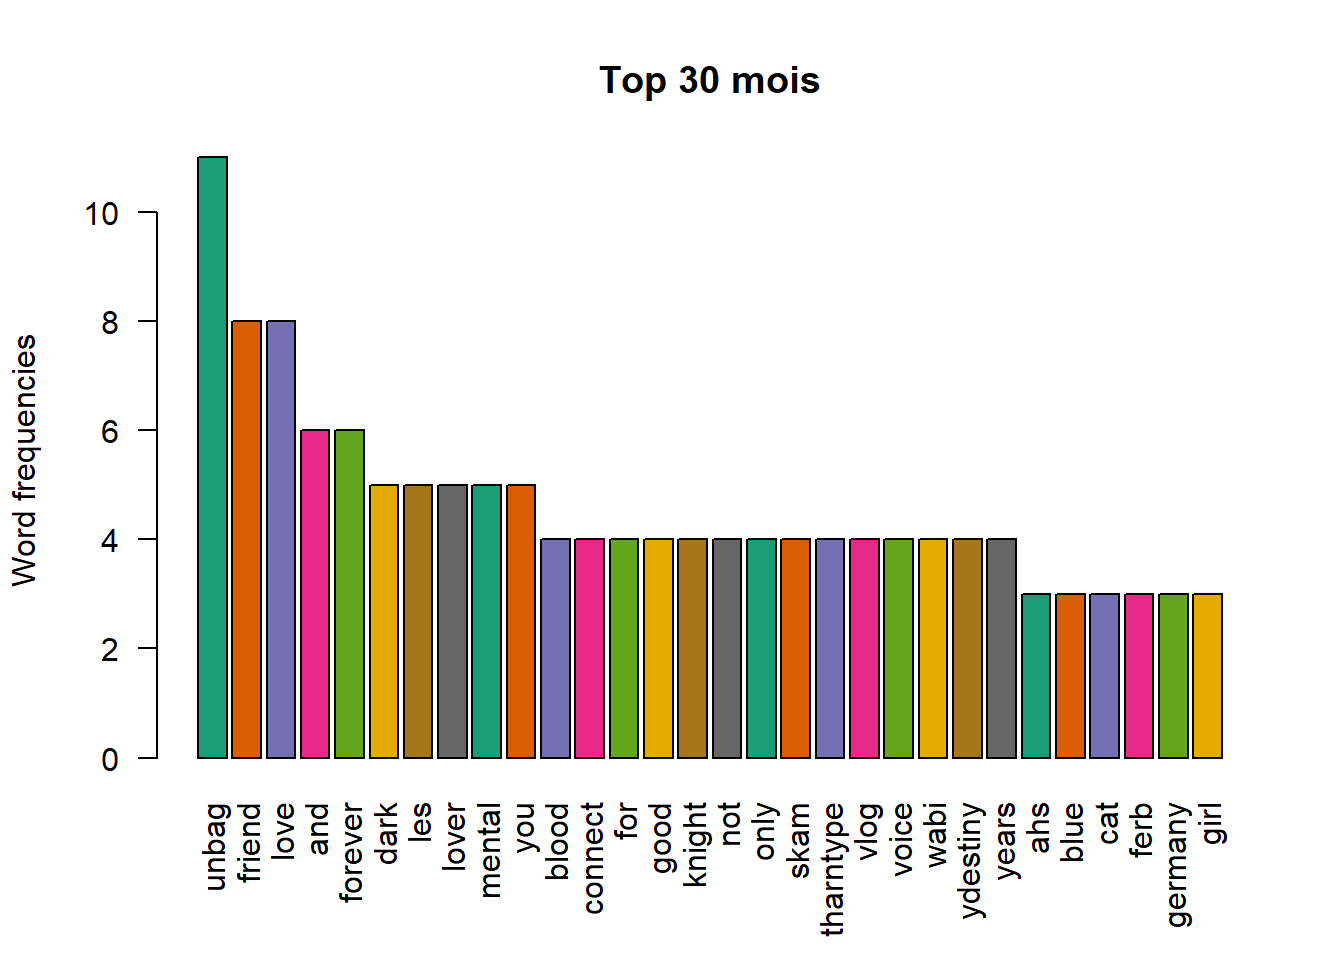 Top 30 mois
Word frequencies
10
8
6
4
2
0
unbag
friend
love
and
forever
dark
les
lover
mental
you
blood
connect
for
good
knight
not
only
skam
tharntype
vlog
voice
wabi
ydestiny
years
ahs
blue
cat
ferb
germany
girl